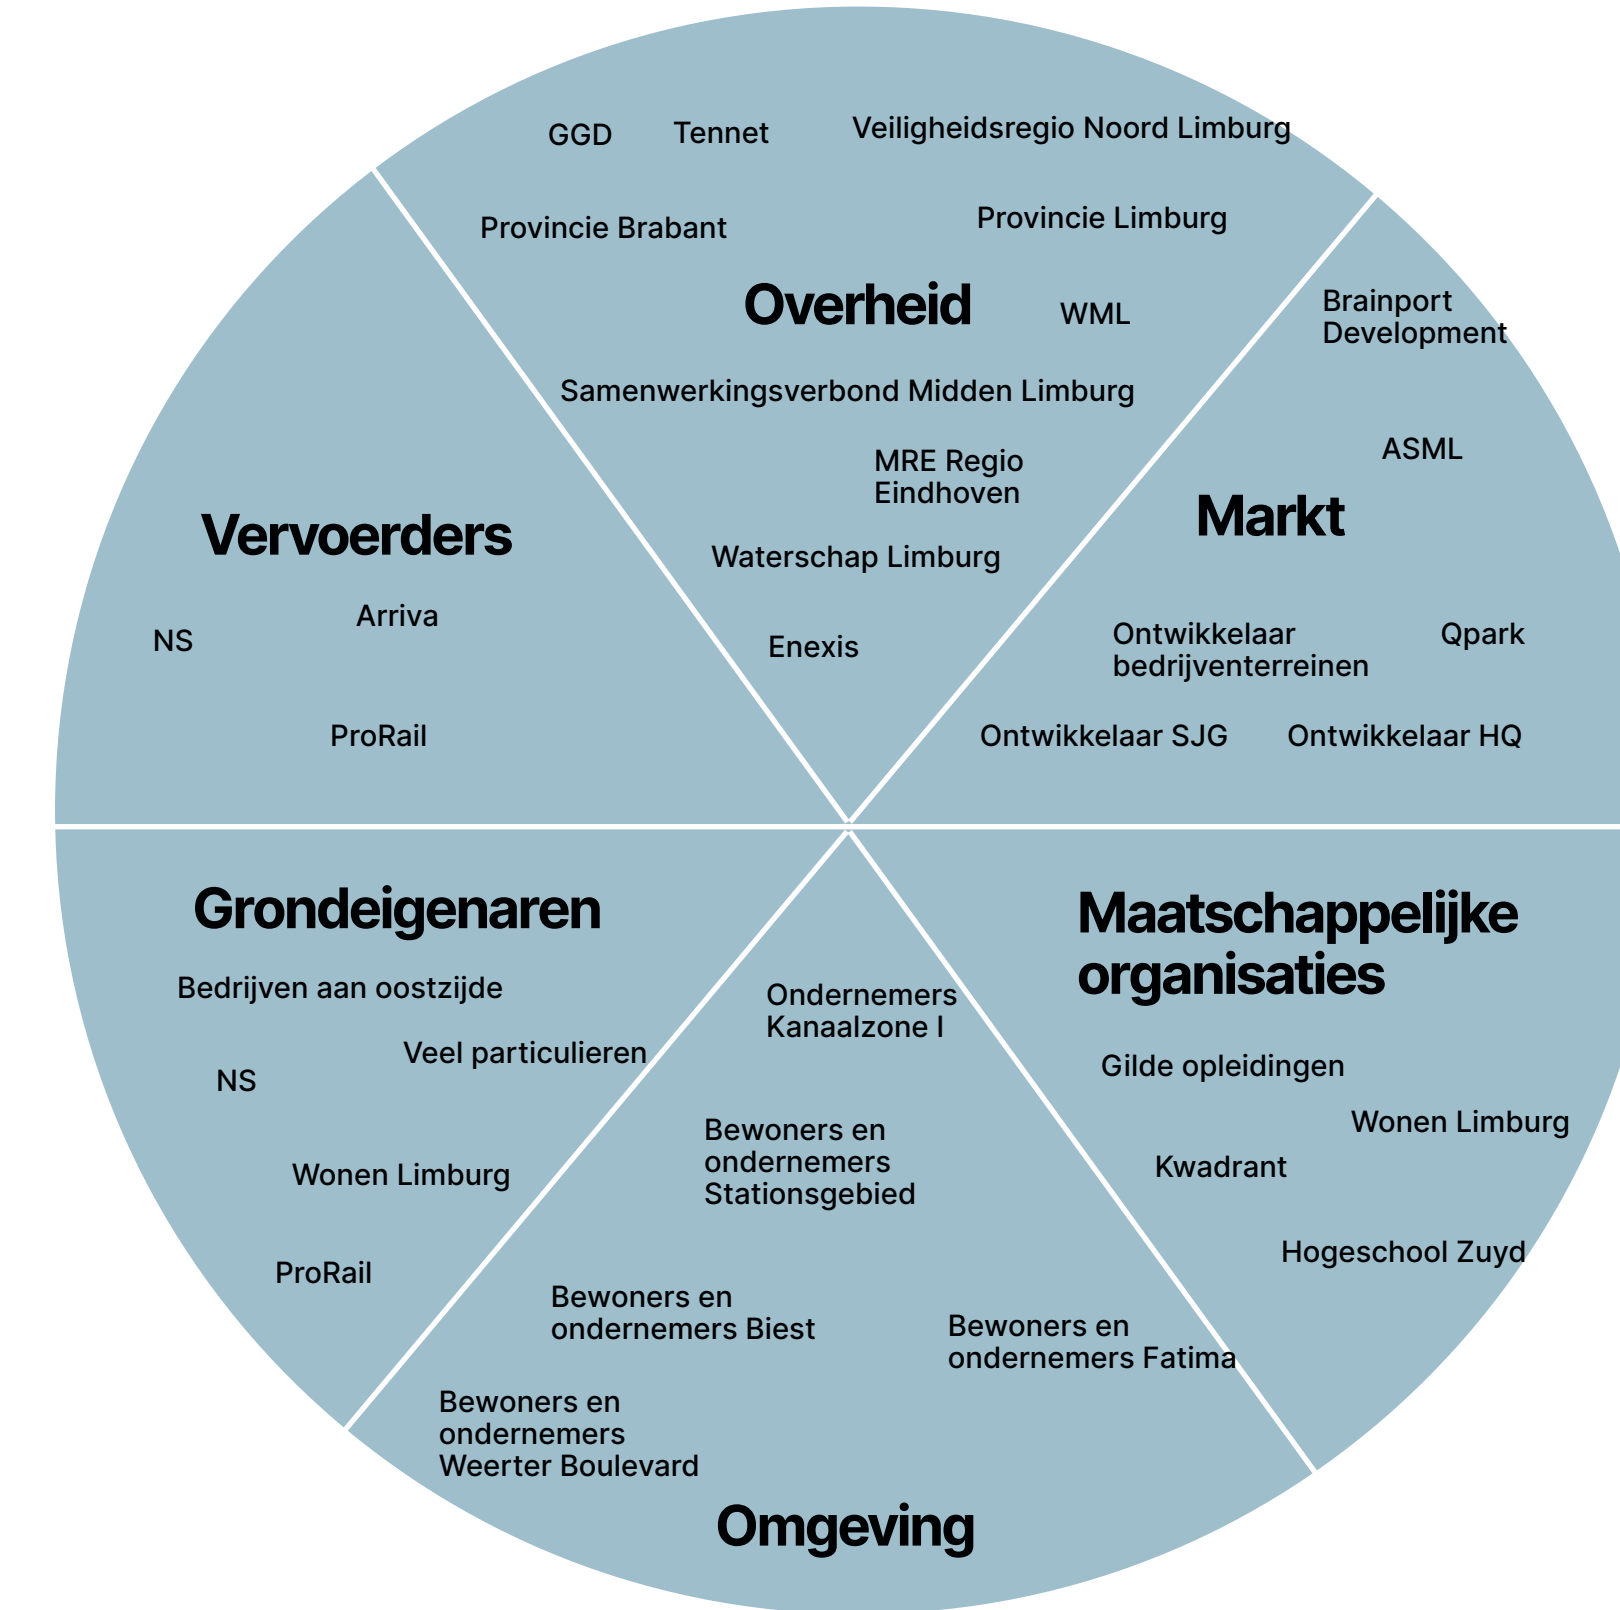 GGD
Tennet
Veiligheidsregio Noord Limburg
Provincie Brabant
Provincie Limburg
Overheid
WML
Samenwerkingsverbond Midden Limburg
MRE Regio
Eindhoven
Waterschap Limburg
Enexis
Brainport
Development
ASML
Markt
Ontwikkelaar
bedrijventerreinen
Qpark
Ontwikkelaar SJG
Ontwikkelaar HQ
Vervoerders
Arriva
NS
ProRail
Grondeigenaren
Bedrijven aan oostzijde
Veel particulieren
NS
Wonen Limburg
ProRail
Ondernemers
Kanaalzone I
Bewoners en
ondernemers
Stationsgebied
Bewoners en
ondernemers Biest
Bewoners en
ondernemers Fatima
Bewoners en
ondernemers
Weerter Boulevard
Omgeving
Maatschappelijke
organisaties
Gilde opleidingen
Wonen Limburg
Kwadrant
Hogeschool Zuyd